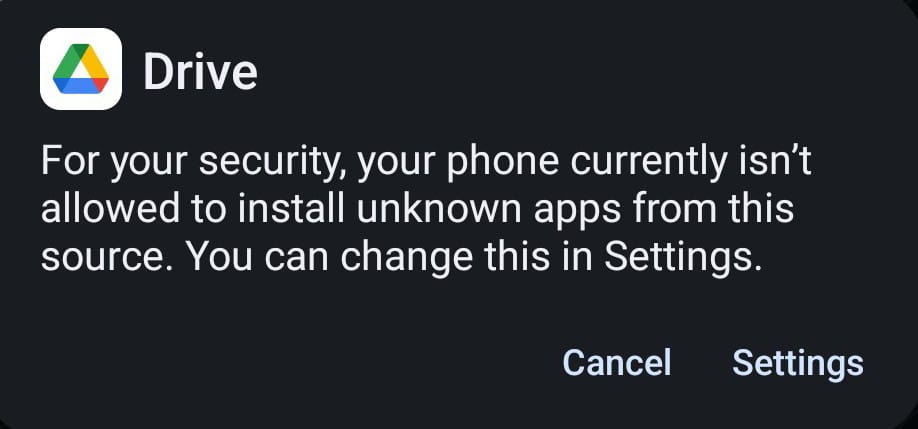 Drive
For your security, your phone currently isn’t
allowed to install unknown apps from this
source. You can change this in Settings.
Cancel Settings